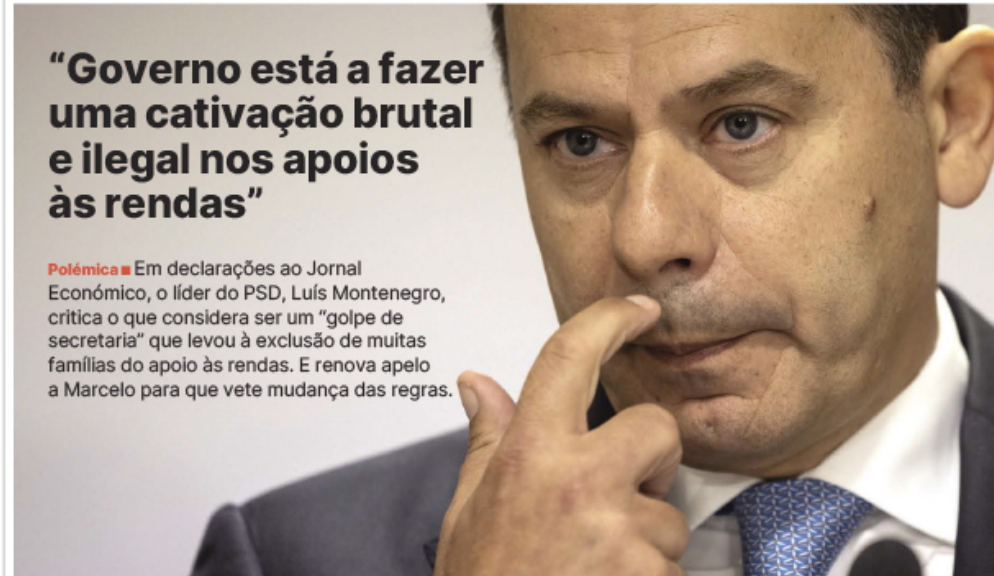 “Governo está a fazer
uma cativação brutal
e ilegal nos apoios
às rendas”
Polémica ■ Em declarações ao Jornal
Económico, o líder do PSD, Luís Montenegro,
critica o que considera ser um “golpe de
secretaria” que levou à exclusão de muitas
famílias do apoio às rendas. E renova apelo
a Marcelo para que vete mudança das regras.